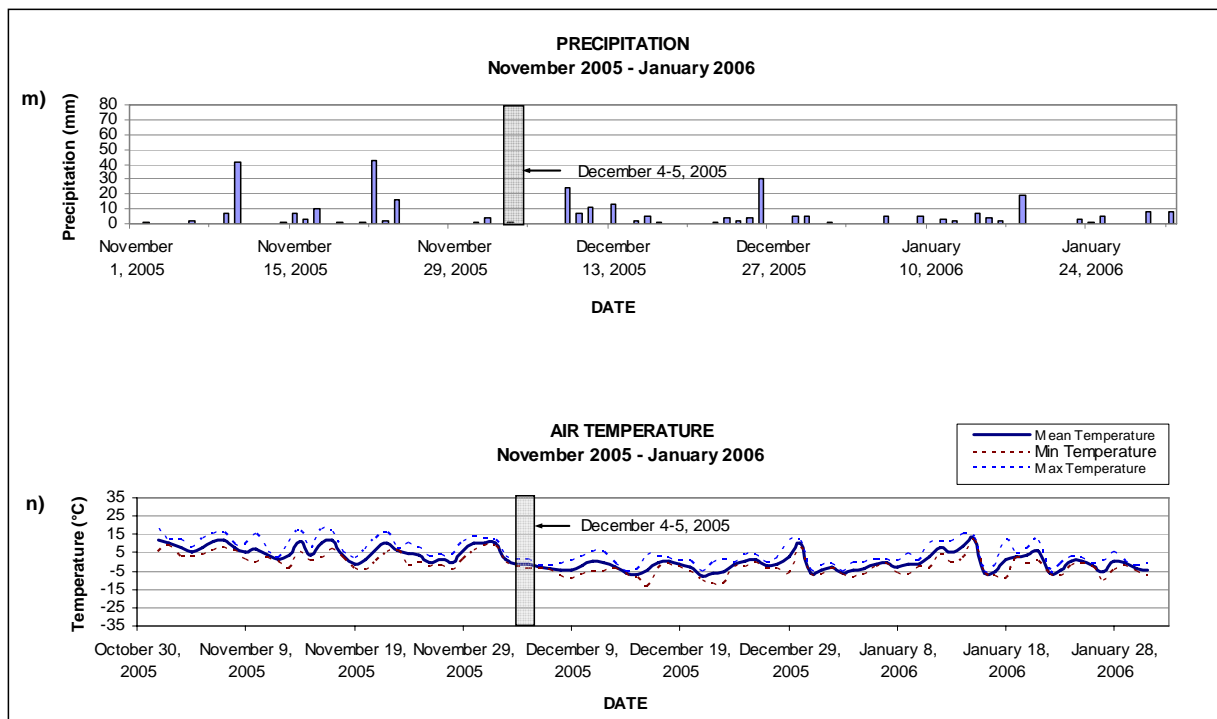 PRECIPITATION
November 2005 - January 2006
m)
Precipitation (mm)
80
70
60
50
40
30
20
10
0
December 4-5, 2005
November 1, 2005
November 15, 2005
November 29, 2005
December 13, 2005
December 27, 2005
January 10, 2006
January 24, 2006
DATE
AIR TEMPERATURE
November 2005 - January 2006
Mean Temperature
Min Temperature
Max Temperature
n)
Temperature (°C)
35
25
15
5
-5
-15
-25
-35
December 4-5, 2005
October 30, 2005
November 9, 2005
November 19, 2005
November 29, 2005
December 9, 2005
December 19, 2005
December 29, 2005
January 8, 2006
January 18, 2006
January 28, 2006
DATE